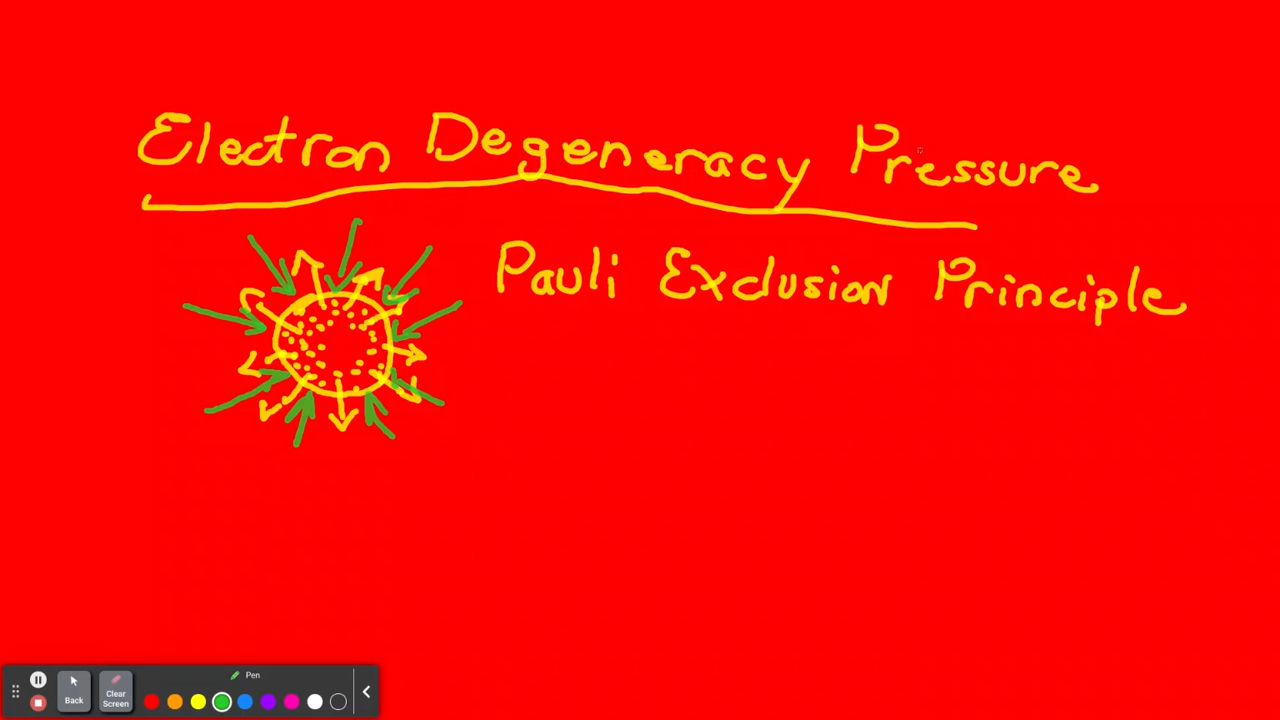 Electron Degeneracy Pressure
Pauli Exclusion Principle
Pen
Back
Clear
Screen